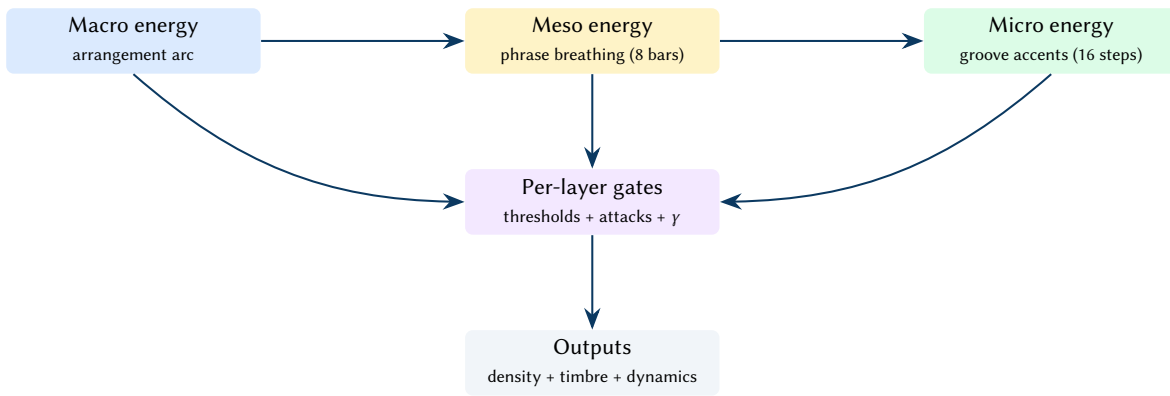 Macro energy
arrangement arc
Meso energy
phrase breathing (8 bars)
Micro energy
groove accents (16 steps)
Per-layer gates
thresholds + attacks + γ
Outputs
density + timbre + dynamics